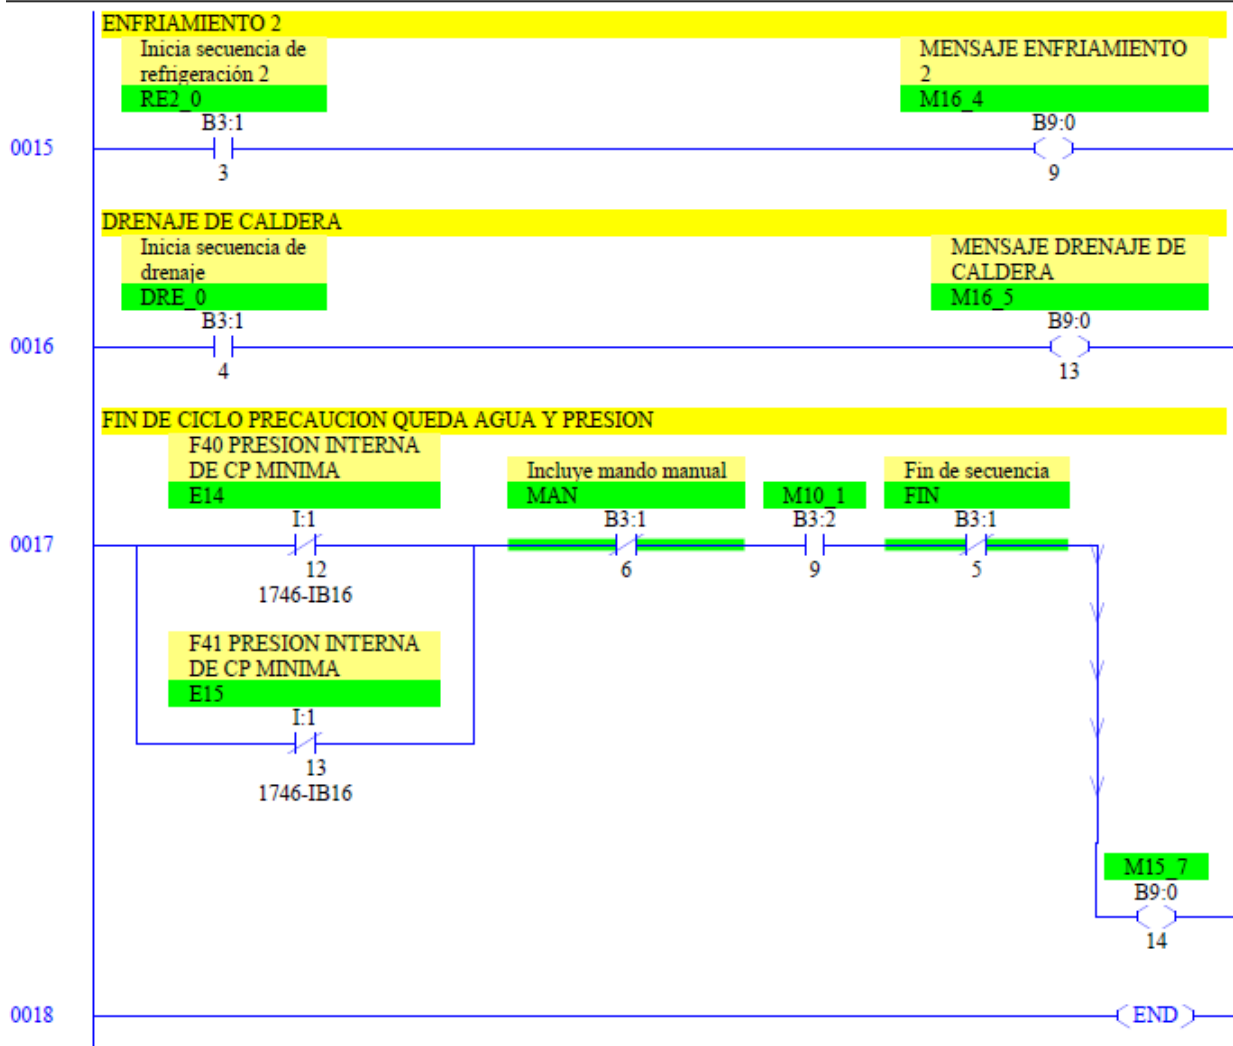 ENFRIAMIENTO 2
Inicia secuencia de
refrigeración 2
RE2_0
B3:1
3
MENSAJE ENFRIAMIENTO
2
M16_4
B9:0
9
0015
DRENAJE DE CALDERA
Inicia secuencia de
drenaje
DRE_0
B3:1
4
MENSAJE DRENAJE DE
CALDERA
M16_5
B9:0
13
0016
FIN DE CICLO PRECAUCION QUEDA AGUA Y PRESION
F40 PRESION INTERNA
DE CP MINIMA
E14
I:1
12
1746-IB16
Incluye mando manual
MAN
B3:1
6
M10_1
B3:2
9
Fin de secuencia
FIN
B3:1
5
0017
F41 PRESION INTERNA
DE CP MINIMA
E15
I:1
13
1746-IB16
M15_7
B9:0
14
0018
END